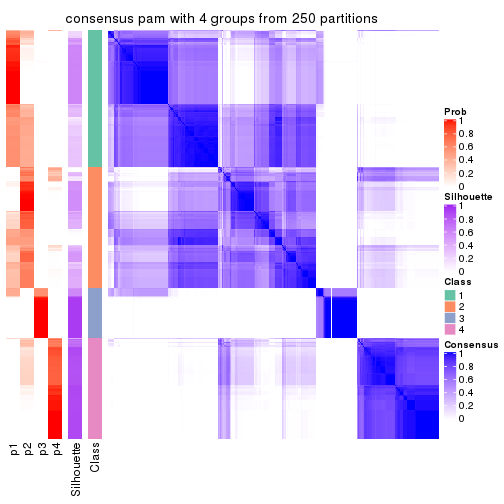 consensus pam with 4 groups from 250 partitions
Prob
1
0.8
0.6
0.4
0.2
0
Silhouette
1
0.8
0.6
0.4
0.2
0
Class
1
2
3
4
Consensus
1
0.8
0.6
0.4
0.2
0
p1
p2
p3
p4
Silhouette
Class